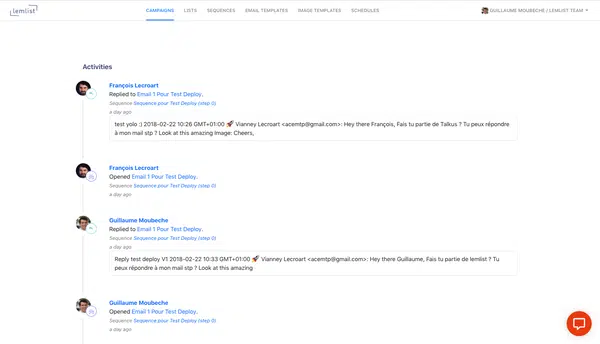 lemlist
CAMPAIGNS LISTS SEQUENCES EMAIL TEMPLATES IMAGE TEMPLATES SCHEDULES GUILLAUME MOUBECHE / LEMLIST TEAM
Activities
François Lecroart
Replied to Email 1 Pour Test Deploy.
Sequence Sequence pour Test Deploy (step 0)
a day ago
test yolo :) 2018-02-22 10:26 GMT+01:00 🚀 Vianney Lecroart <acemtp@gmail.com>: Hey there François, Fais tu partie de Talkus ? Tu peux répondre
à mon mail stp ? Look at this amazing Image: Cheers,
François Lecroart
Opened Email 1 Pour Test Deploy.
Sequence Sequence pour Test Deploy (step 0)
a day ago
Guillaume Moubeche
Replied to Email 1 Pour Test Deploy.
Sequence Sequence pour Test Deploy (step 0)
a day ago
Reply test deploy V1 2018-02-22 10:33 GMT+01:00 🚀 Vianney Lecroart <acemtp@gmail.com>: Hey there Guillaume, Fais tu partie de lemlist ? Tu
peux répondre à mon mail stp ? Look at this amazing
Guillaume Moubeche
Opened Email 1 Pour Test Deploy.
Sequence Sequence pour Test Deploy (step 0)
a day ago